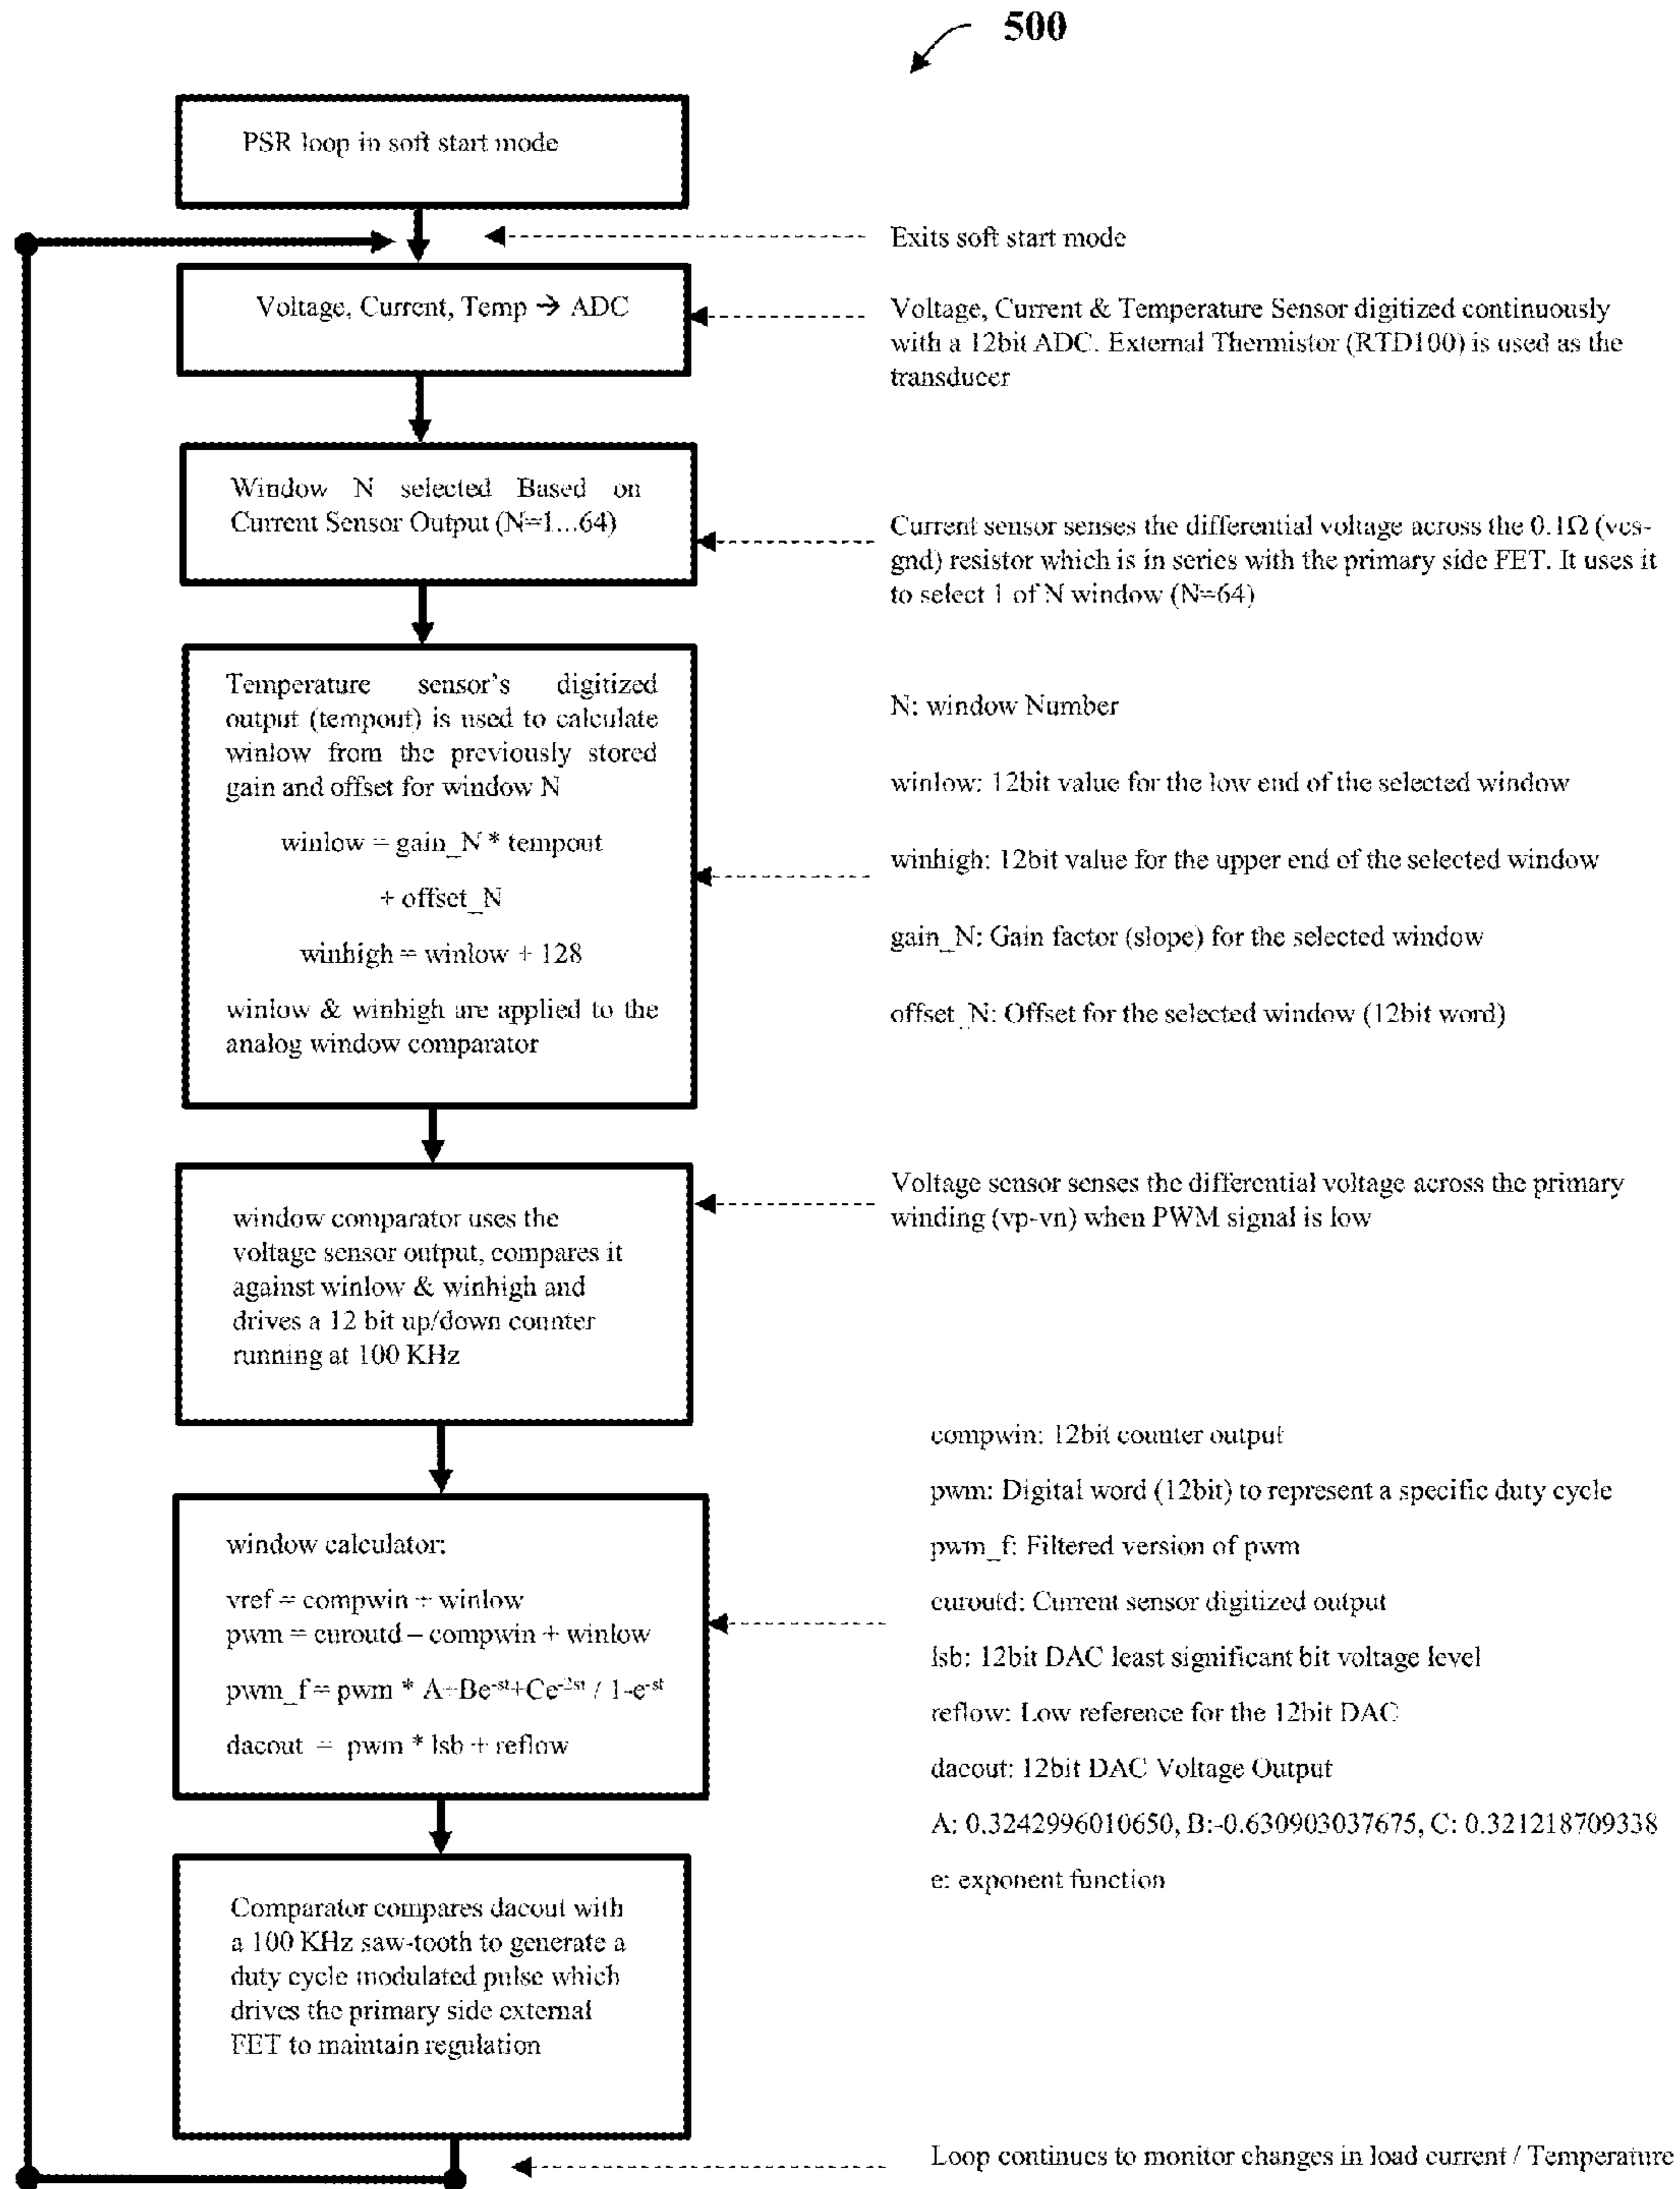 500
PSR loop in soft start mode
Exits soft start mode
Voltage, Current, Temp → ADC
Voltage, Current & Temperature Sensor digitized continuously
with a 12bit ADC. External Thermistor (RTD100) is used as the
transducer
Window N selected Based on
Current Sensor Output (N=1...64)
Current sensor senses the differential voltage across the 0.1Ω (vcs-
gnd) resistor which is in series with the primary side FET. It uses it
to select 1 of N window (N=64)
Temperature sensor's digitized
output (tempout) is used to calculate
winlow from the previously stored
gain and offset for window N
winlow = gain_N * tempout
+ offset_N
winhigh = winlow + 128
winlow & winhigh are applied to the
analog window comparator
N: window Number
winlow: 12bit value for the low end of the selected window
winhigh: 12bit value for the upper end of the selected window
gain_N: Gain factor (slope) for the selected window
offset_N: Offset for the selected window (12bit word)
window comparator uses the
voltage sensor output, compares it
against winlow & winhigh and
drives a 12 bit up/down counter
running at 100 KHz
Voltage sensor senses the differential voltage across the primary
winding (vp-vn) when PWM signal is low
window calculator:
vref = compwin + winlow
pwm = curoutd – compwin + winlow
pwm_f = pwm * A+Be^-st+Ce^-2st / 1-e^-st
dacout = pwm * lsb + reflow
compwin: 12bit counter output
pwm: Digital word (12bit) to represent a specific duty cycle
pwm_f: Filtered version of pwm
curoutd: Current sensor digitized output
lsb: 12bit DAC least significant bit voltage level
reflow: Low reference for the 12bit DAC
dacout: 12bit DAC Voltage Output
A: 0.3242996010650, B:-0.630903037675, C: 0.321218709338
e: exponent function
Comparator compares dacout with
a 100 KHz saw-tooth to generate a
duty cycle modulated pulse which
drives the primary side external
FET to maintain regulation
Loop continues to monitor changes in load current / Temperature